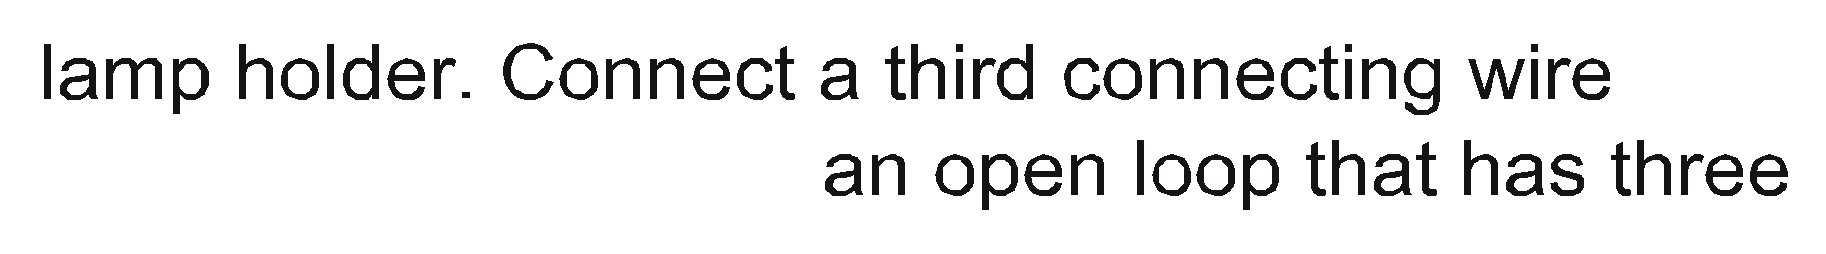 lamp holder. Connect a third connecting wire
an open loop that has three